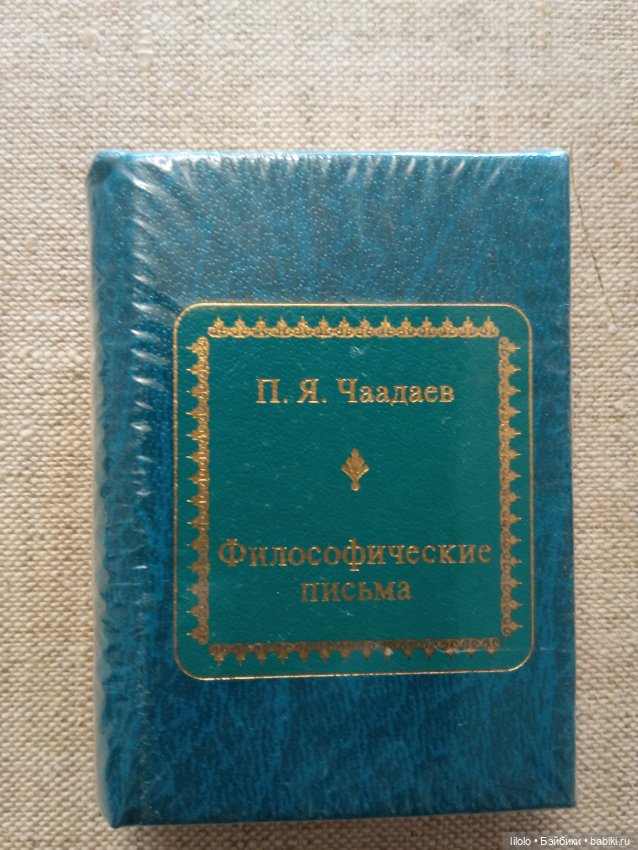 П. Я. Чаадаев
Философические
письма
lilolo • Бэйбики • babiki.ru